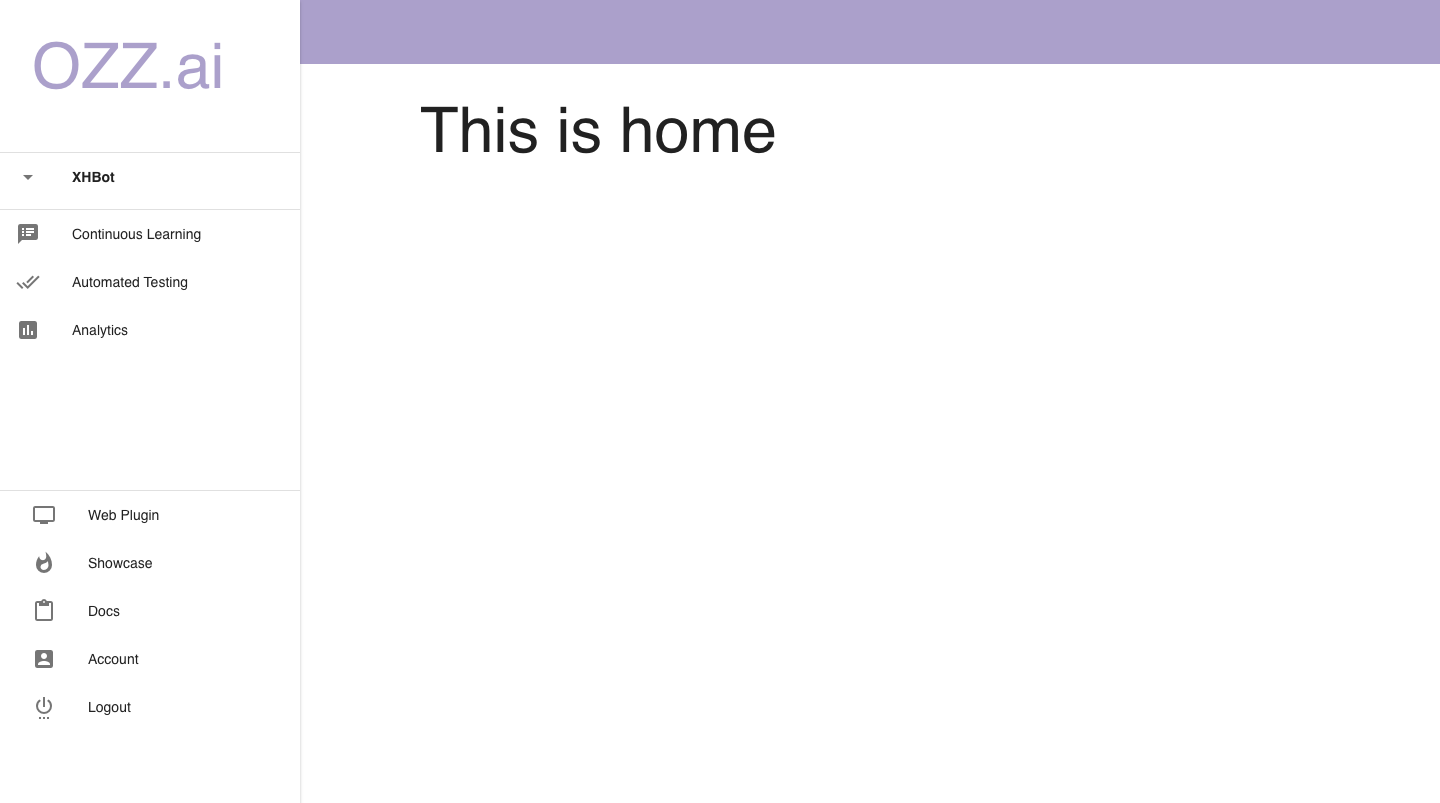 OZZ.ai
This is home
XHBot
Continuous Learning
Automated Testing
Analytics
Web Plugin
Showcase
Docs
Account
Logout